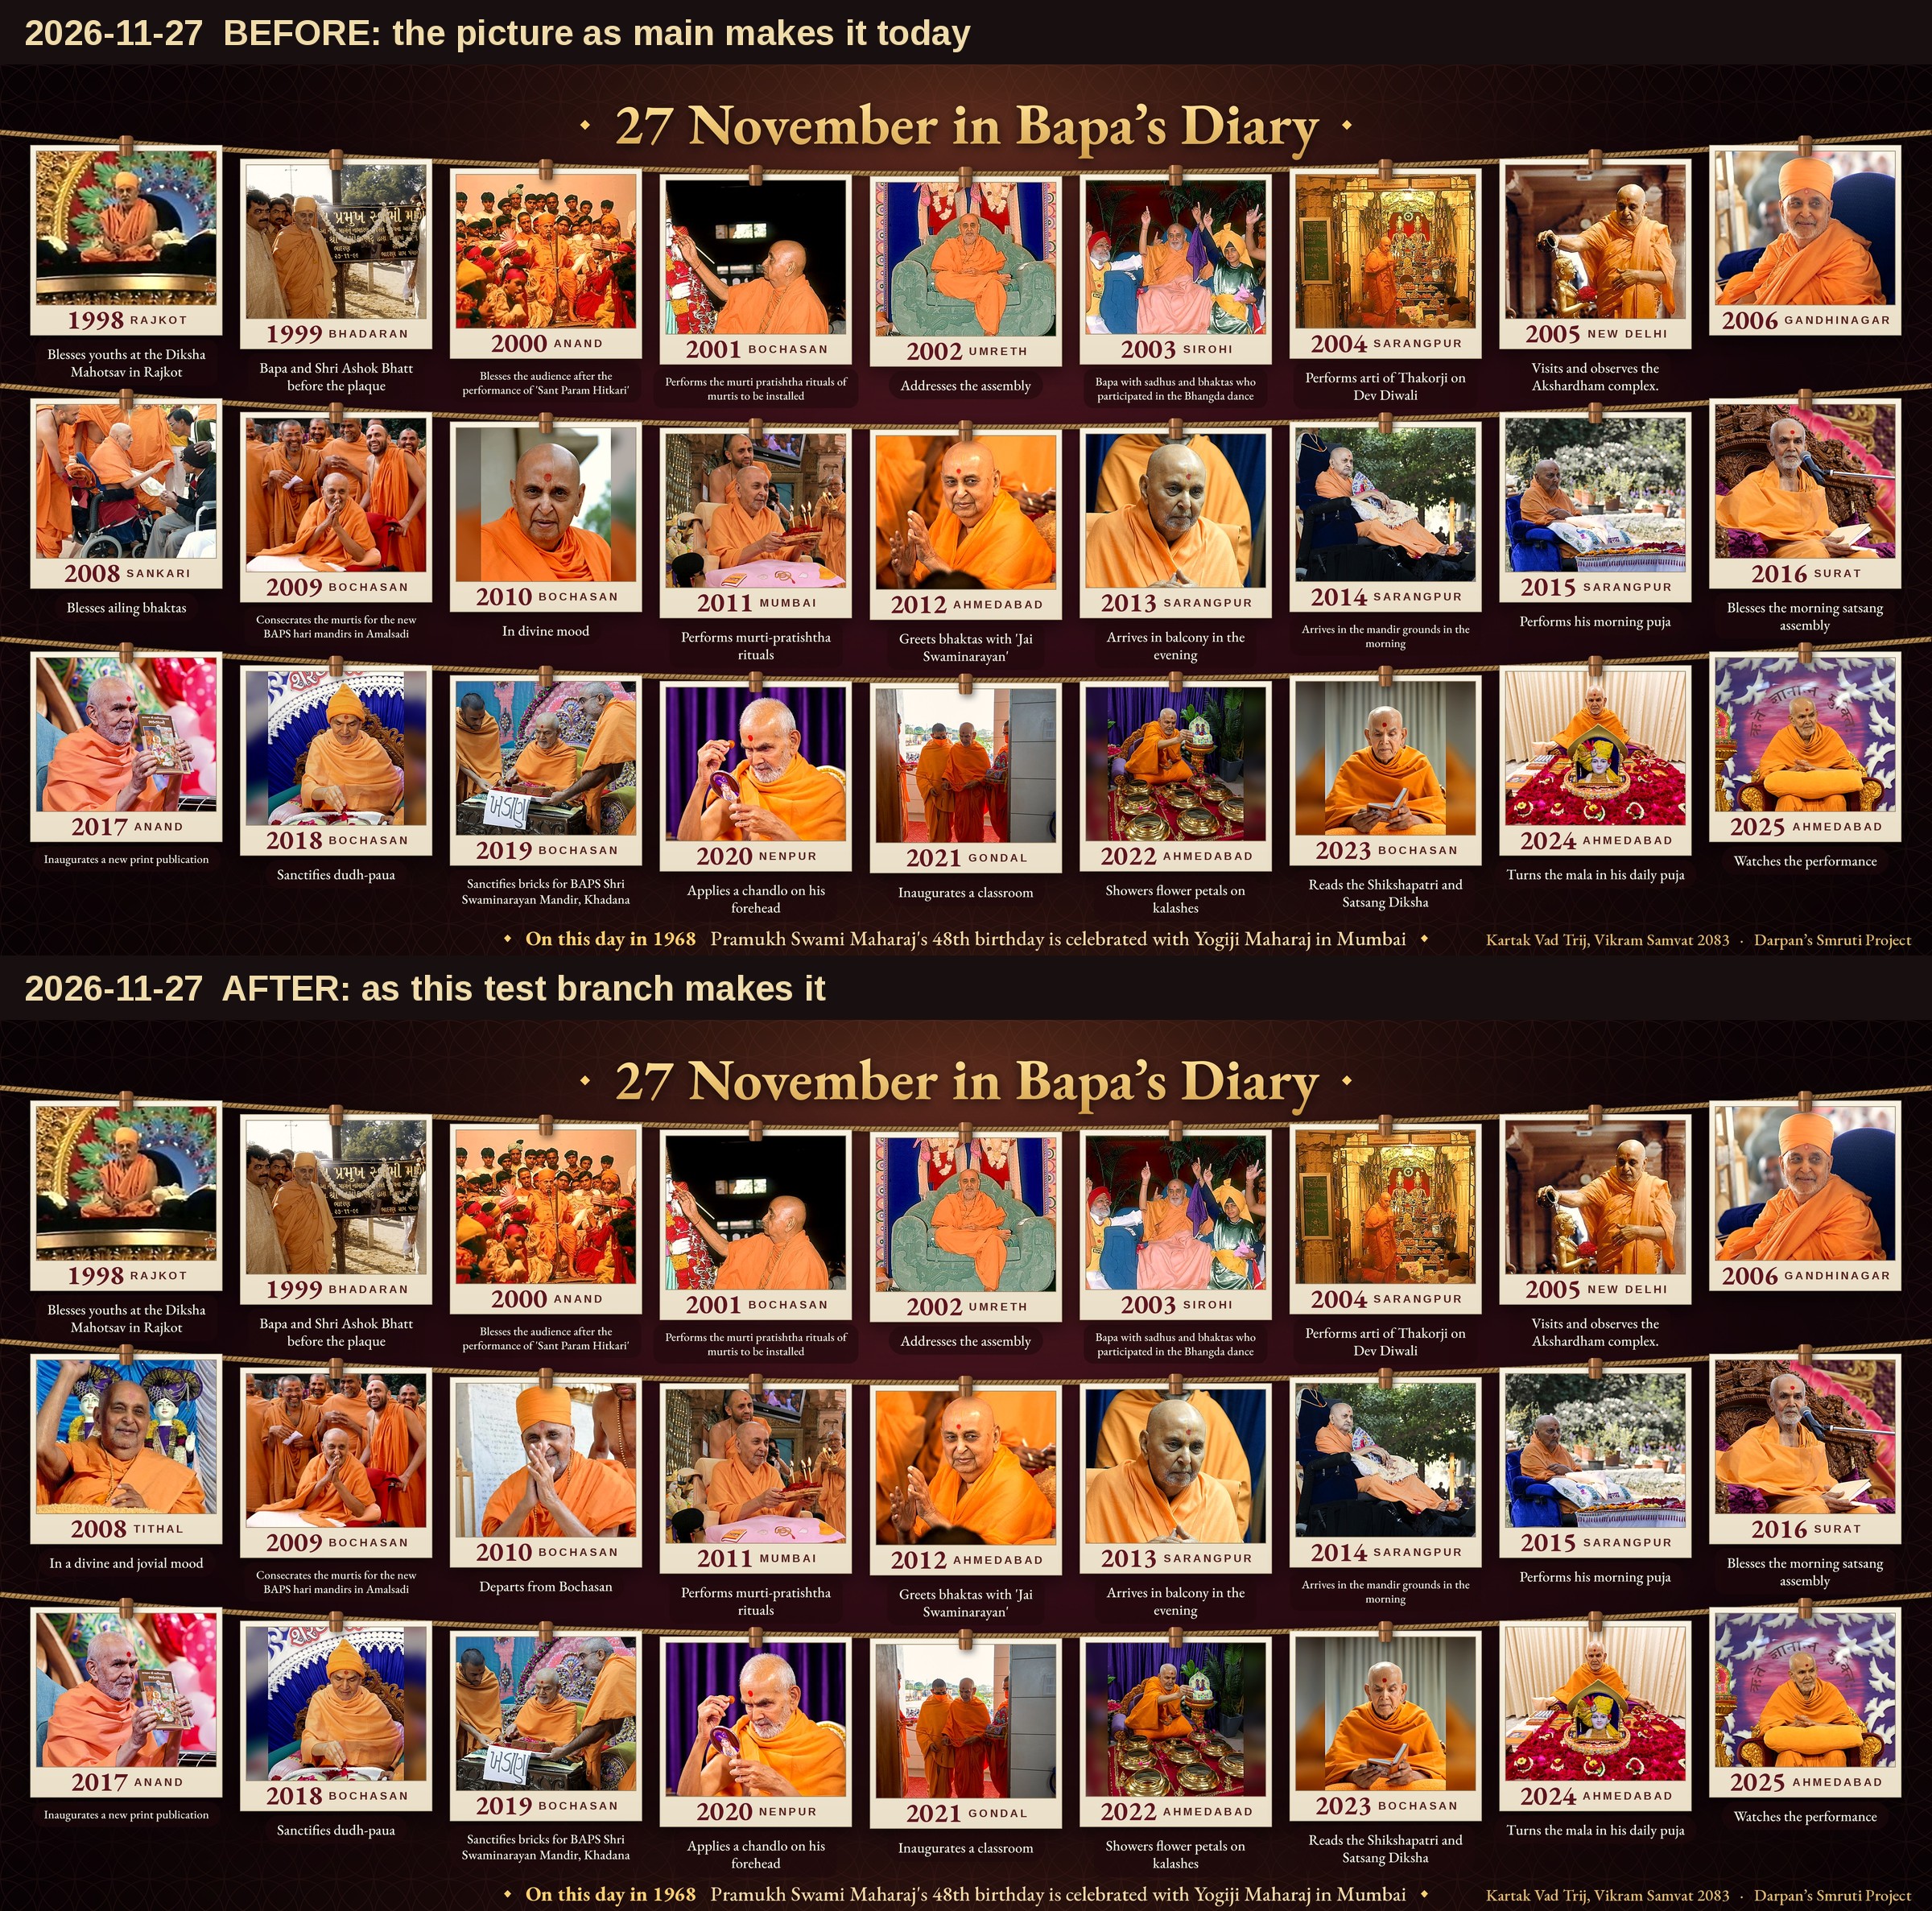 2026-11-27 BEFORE: the picture as main makes it today
27 November in Bapa’s Diary
1998 RAJKOT
Blesses youths at the Diksha
Mahotsav in Rajkot
1999 BHADARAN
Bapa and Shri Ashok Bhatt
before the plaque
2000 ANAND
Blesses the audience after the
performance of 'Sant Param Hitkari'
2001 BOCHASAN
Performs the murti pratishtha rituals of
murtis to be installed
2002 UMRETH
Addresses the assembly
2003 SIROHI
Bapa with sadhus and bhaktas who
participated in the Bhangda dance
2004 SARANGPUR
Performs arti of Thakorji on
Dev Diwali
2005 NEW DELHI
Visits and observes the
Akshardham complex.
2006 GANDHINAGAR
2008 SANKARI
Blesses ailing bhaktas
2009 BOCHASAN
Consecrates the murtis for the new
BAPS hari mandirs in Amalsadi
2010 BOCHASAN
In divine mood
2011 MUMBAI
Performs murti-pratishtha
rituals
2012 AHMEDABAD
Greets bhaktas with 'Jai
Swaminarayan'
2013 SARANGPUR
Arrives in balcony in the
evening
2014 SARANGPUR
Arrives in the mandir grounds in the
morning
2015 SARANGPUR
Performs his morning puja
2016 SURAT
Blesses the morning satsang
assembly
2017 ANAND
Inaugurates a new print publication
2018 BOCHASAN
Sanctifies dudh-paua
ખડાણા
2019 BOCHASAN
Sanctifies bricks for BAPS Shri
Swaminarayan Mandir, Khadana
2020 NENPUR
Applies a chandlo on his
forehead
2021 GONDAL
Inaugurates a classroom
2022 AHMEDABAD
Showers flower petals on
kalashes
2023 BOCHASAN
Reads the Shikshapatri and
Satsang Diksha
2024 AHMEDABAD
Turns the mala in his daily puja
2025 AHMEDABAD
Watches the performance
On this day in 1968 Pramukh Swami Maharaj's 48th birthday is celebrated with Yogiji Maharaj in Mumbai
Kartak Vad Trij, Vikram Samvat 2083 · Darpan’s Smruti Project
2026-11-27 AFTER: as this test branch makes it
27 November in Bapa’s Diary
1998 RAJKOT
Blesses youths at the Diksha
Mahotsav in Rajkot
1999 BHADARAN
Bapa and Shri Ashok Bhatt
before the plaque
2000 ANAND
Blesses the audience after the
performance of 'Sant Param Hitkari'
2001 BOCHASAN
Performs the murti pratishtha rituals of
murtis to be installed
2002 UMRETH
Addresses the assembly
2003 SIROHI
Bapa with sadhus and bhaktas who
participated in the Bhangda dance
2004 SARANGPUR
Performs arti of Thakorji on
Dev Diwali
2005 NEW DELHI
Visits and observes the
Akshardham complex.
2006 GANDHINAGAR
2008 TITHAL
In a divine and jovial mood
2009 BOCHASAN
Consecrates the murtis for the new
BAPS hari mandirs in Amalsadi
2010 BOCHASAN
Departs from Bochasan
2011 MUMBAI
Performs murti-pratishtha
rituals
2012 AHMEDABAD
Greets bhaktas with 'Jai
Swaminarayan'
2013 SARANGPUR
Arrives in balcony in the
evening
2014 SARANGPUR
Arrives in the mandir grounds in the
morning
2015 SARANGPUR
Performs his morning puja
2016 SURAT
Blesses the morning satsang
assembly
2017 ANAND
Inaugurates a new print publication
2018 BOCHASAN
Sanctifies dudh-paua
ખડાણા
2019 BOCHASAN
Sanctifies bricks for BAPS Shri
Swaminarayan Mandir, Khadana
2020 NENPUR
Applies a chandlo on his
forehead
2021 GONDAL
Inaugurates a classroom
2022 AHMEDABAD
Showers flower petals on
kalashes
2023 BOCHASAN
Reads the Shikshapatri and
Satsang Diksha
2024 AHMEDABAD
Turns the mala in his daily puja
2025 AHMEDABAD
Watches the performance
On this day in 1968 Pramukh Swami Maharaj's 48th birthday is celebrated with Yogiji Maharaj in Mumbai
Kartak Vad Trij, Vikram Samvat 2083 · Darpan’s Smruti Project